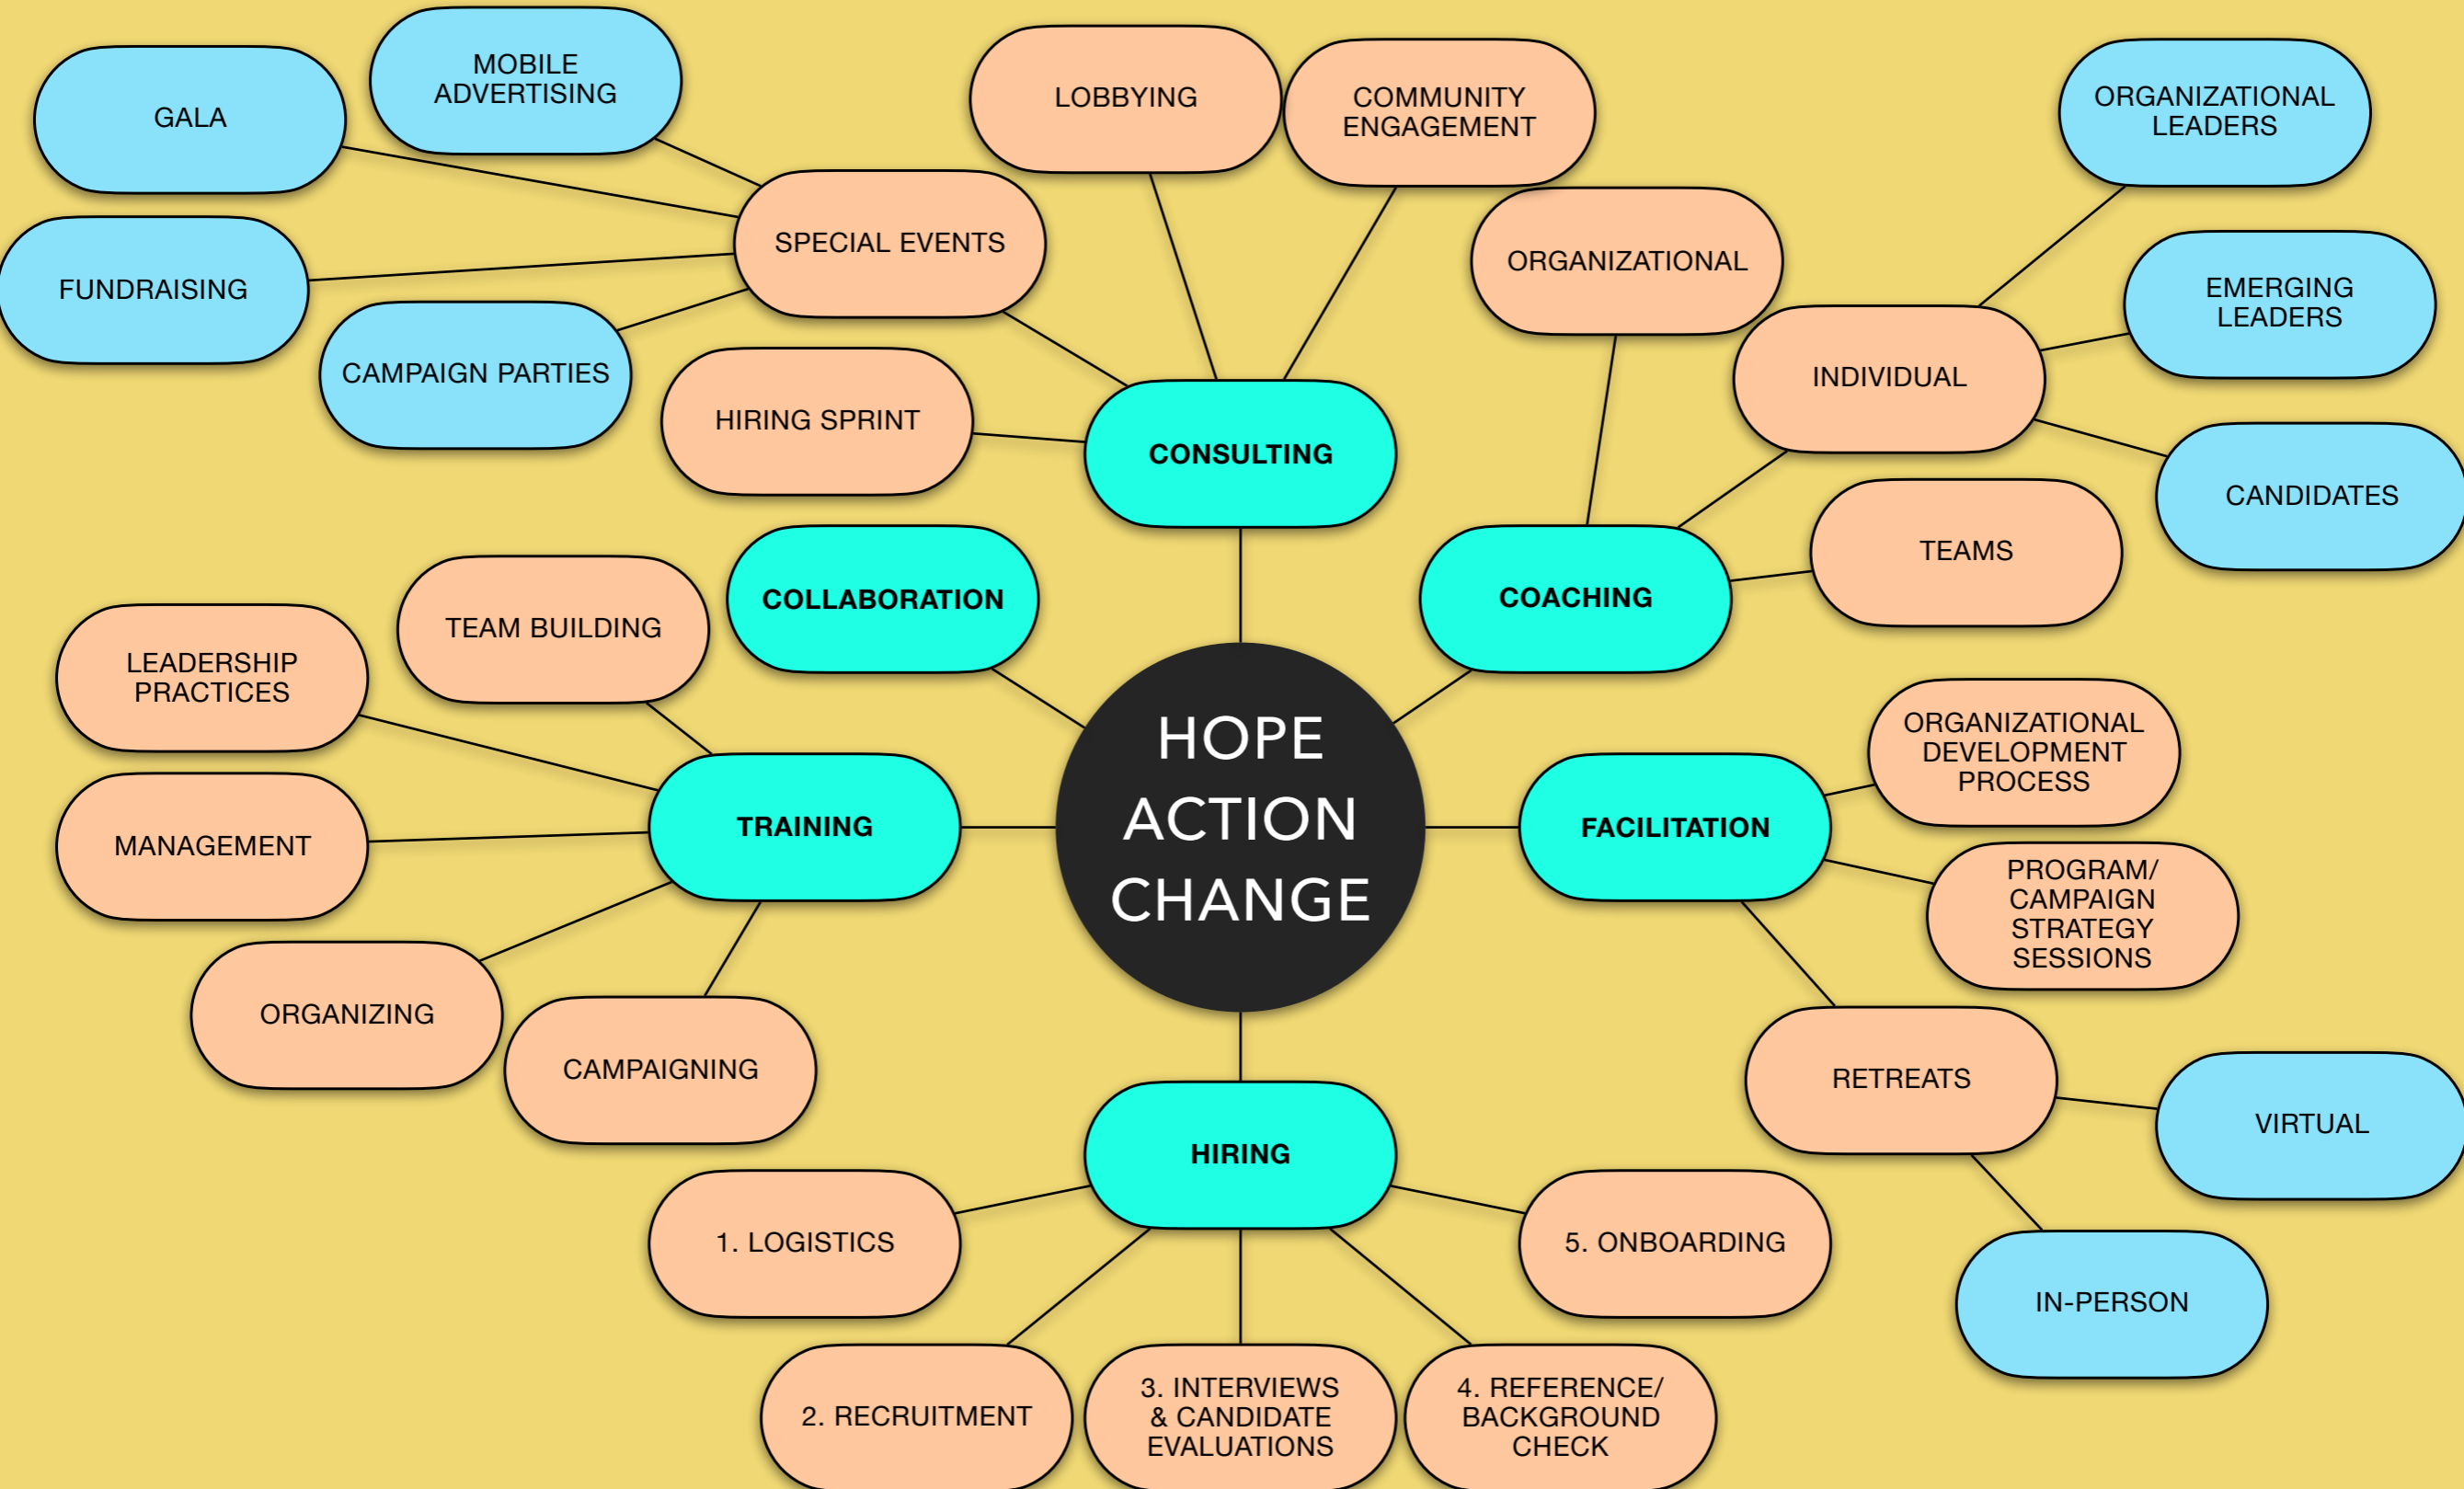 GALA
MOBILE
ADVERTISING
FUNDRAISING
CAMPAIGN PARTIES
SPECIAL EVENTS
HIRING SPRINT
LOBBYING
COMMUNITY
ENGAGEMENT
CONSULTING
ORGANIZATIONAL
INDIVIDUAL
ORGANIZATIONAL
LEADERS
EMERGING
LEADERS
CANDIDATES
TEAMS
COACHING
COLLABORATION
TEAM BUILDING
LEADERSHIP
PRACTICES
MANAGEMENT
ORGANIZING
CAMPAIGNING
TRAINING
HOPE
ACTION
CHANGE
FACILITATION
ORGANIZATIONAL
DEVELOPMENT
PROCESS
PROGRAM/
CAMPAIGN
STRATEGY
SESSIONS
RETREATS
VIRTUAL
IN-PERSON
HIRING
1. LOGISTICS
2. RECRUITMENT
3. INTERVIEWS
& CANDIDATE
EVALUATIONS
4. REFERENCE/
BACKGROUND
CHECK
5. ONBOARDING